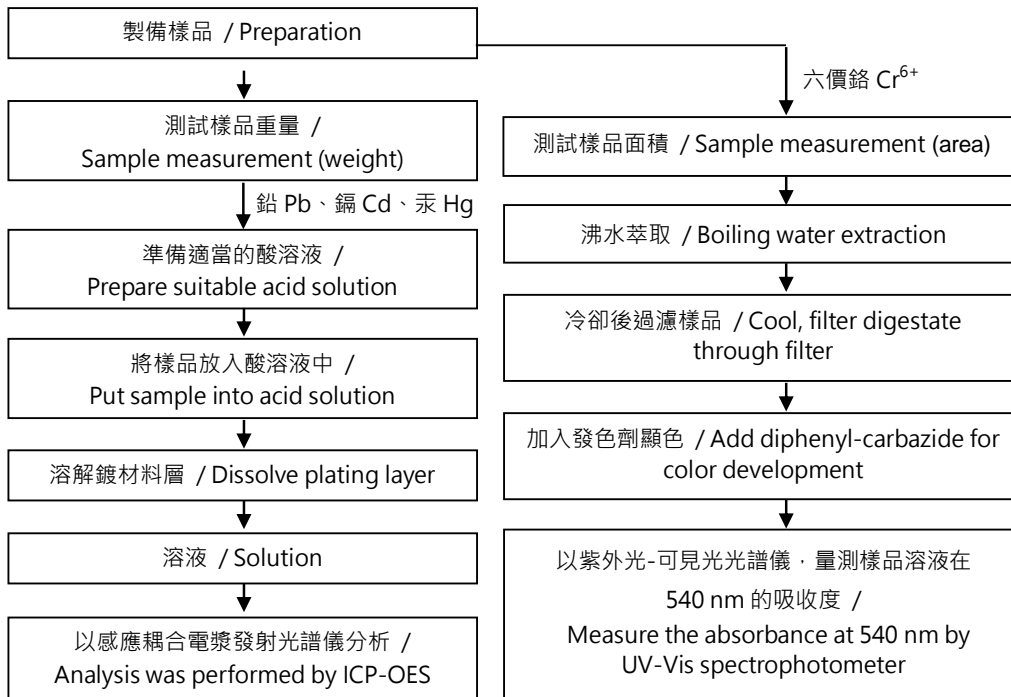 製備樣品 / Preparation
測試樣品重量 /
Sample measurement (weight)
鉛 Pb、鎘 Cd、汞 Hg
準備適當的酸溶液 /
Prepare suitable acid solution
將樣品放入酸溶液中 /
Put sample into acid solution
溶解鍍材料層 / Dissolve plating layer
溶液 / Solution
以感應耦合電漿發射光譜儀分析 /
Analysis was performed by ICP-OES
六價鉻 Cr⁶⁺
測試樣品面積 / Sample measurement (area)
沸水萃取 / Boiling water extraction
冷卻後過濾樣品 / Cool, filter digestate
through filter
加入發色劑顯色 / Add diphenyl-carbazide for
color development
以紫外光-可見光光譜儀，量測樣品溶液在
540 nm 的吸收度 /
Measure the absorbance at 540 nm by
UV-Vis spectrophotometer